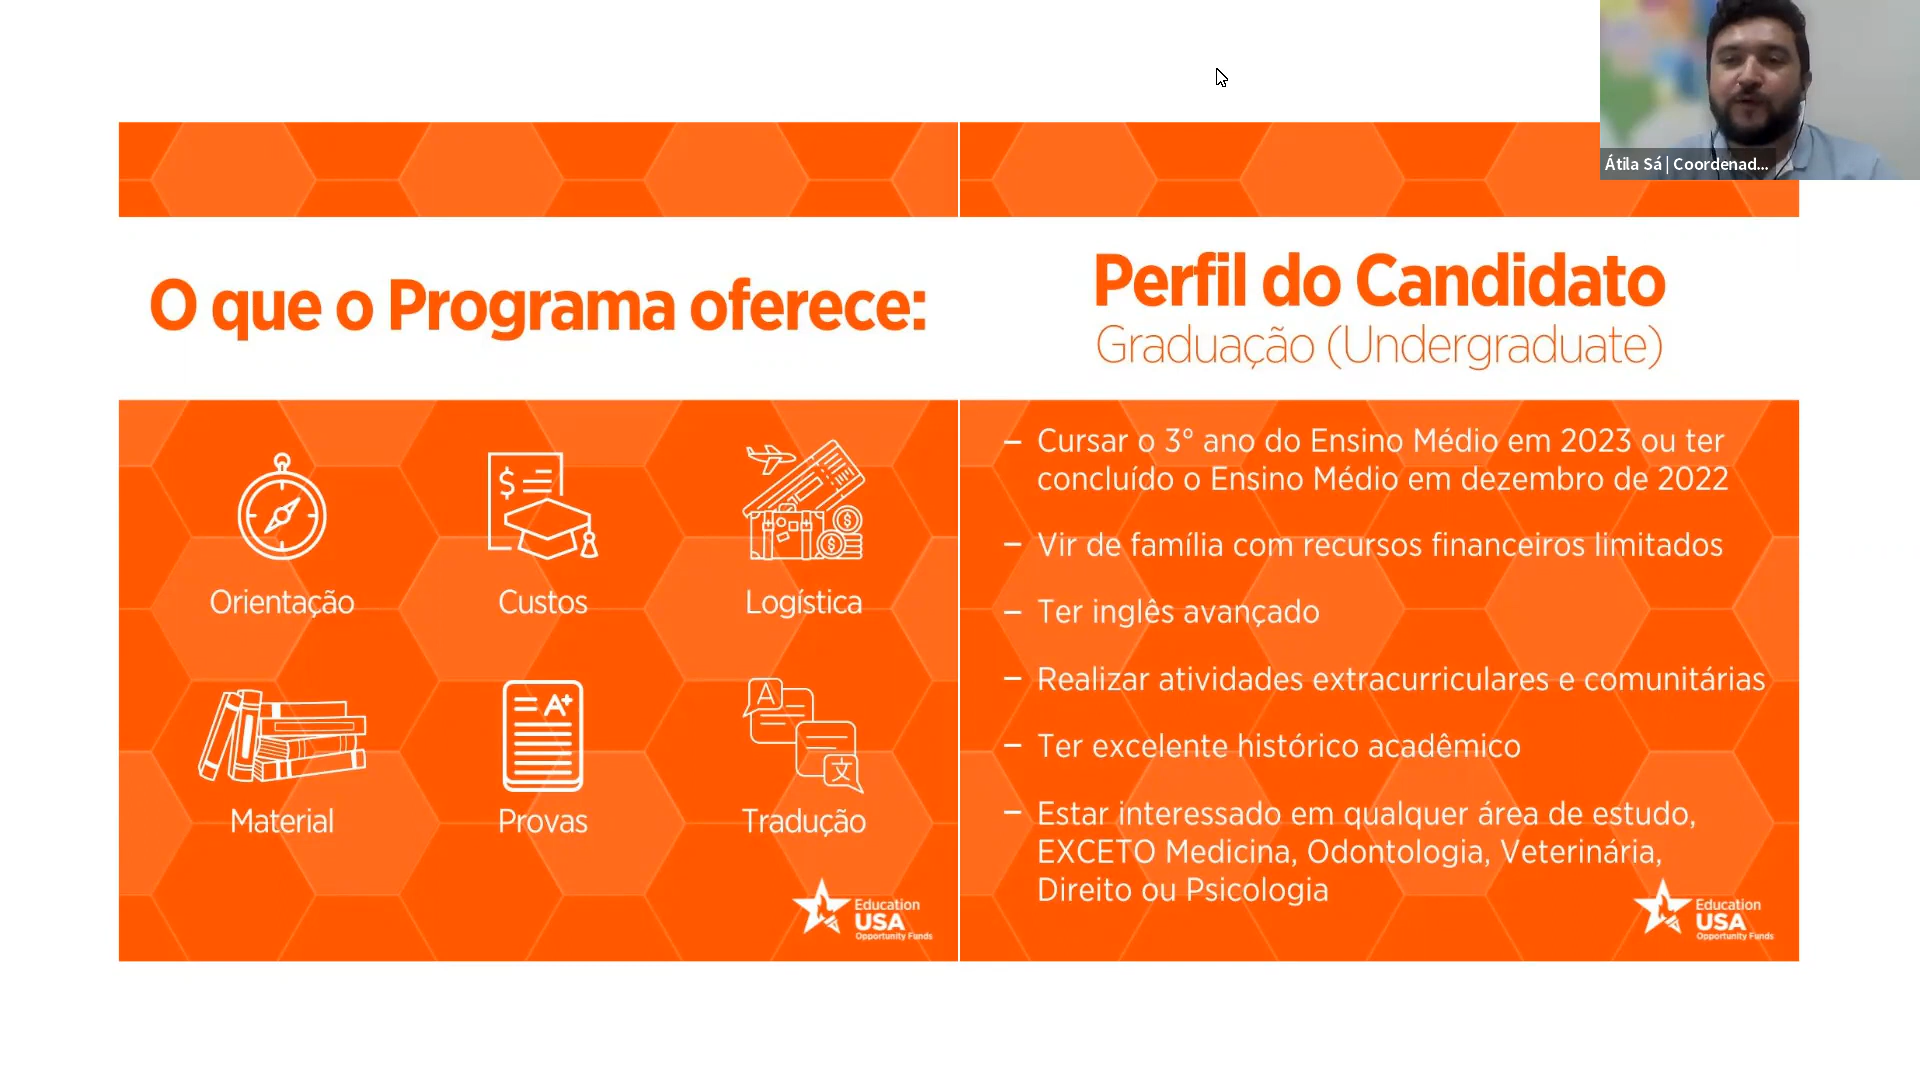 Átila Sá | Coordenad...
O que o Programa oferece:
$
Orientação
Custos
$
$
Logística
A+
A
文
Material
Provas
Tradução
Education
USA
Opportunity Funds
Perfil do Candidato
Graduação (Undergraduate)
– Cursar o 3º ano do Ensino Médio em 2023 ou ter
concluído o Ensino Médio em dezembro de 2022
– Vir de família com recursos financeiros limitados
– Ter inglês avançado
– Realizar atividades extracurriculares e comunitárias
– Ter excelente histórico acadêmico
– Estar interessado em qualquer área de estudo,
EXCETO Medicina, Odontologia, Veterinária,
Direito ou Psicologia
Education
USA
Opportunity Funds